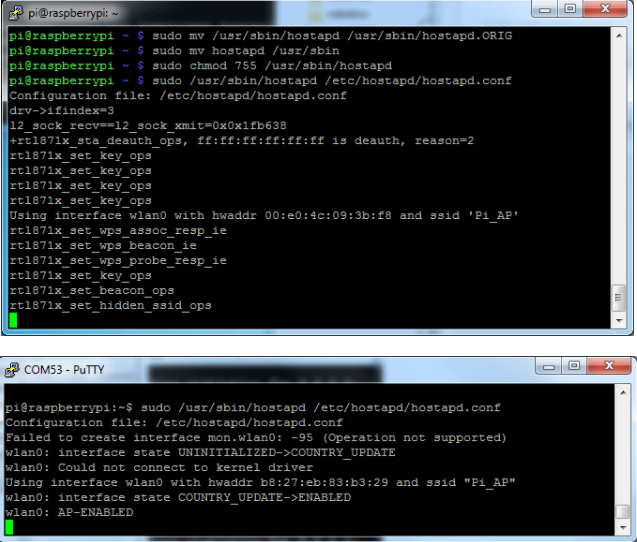 pi@raspberrypi: ~
pi@raspberrypi ~ $ sudo mv /usr/sbin/hostapd /usr/sbin/hostapd.ORIG
pi@raspberrypi ~ $ sudo mv hostapd /usr/sbin
pi@raspberrypi ~ $ sudo chmod 755 /usr/sbin/hostapd
pi@raspberrypi ~ $ sudo /usr/sbin/hostapd /etc/hostapd/hostapd.conf
Configuration file: /etc/hostapd/hostapd.conf
drv->ifindex=3
l2_sock_recv==l2_sock_xmit=0x0x1fb638
+rtl871x_sta_deauth_ops, ff:ff:ff:ff:ff:ff is deauth, reason=2
rtl871x_set_key_ops
rtl871x_set_key_ops
rtl871x_set_key_ops
rtl871x_set_key_ops
Using interface wlan0 with hwaddr 00:e0:4c:09:3b:f8 and ssid 'Pi_AP'
rtl871x_set_wps_assoc_resp_ie
rtl871x_set_wps_beacon_ie
rtl871x_set_wps_probe_resp_ie
rtl871x_set_key_ops
rtl871x_set_beacon_ops
rtl871x_set_hidden_ssid_ops
COM53 - PuTTY
pi@raspberrypi:~$ sudo /usr/sbin/hostapd /etc/hostapd/hostapd.conf
Configuration file: /etc/hostapd/hostapd.conf
Failed to create interface mon.wlan0: -95 (Operation not supported)
wlan0: interface state UNINITIALIZED->COUNTRY_UPDATE
wlan0: Could not connect to kernel driver
Using interface wlan0 with hwaddr b8:27:eb:83:b3:29 and ssid "Pi_AP"
wlan0: interface state COUNTRY_UPDATE->ENABLED
wlan0: AP-ENABLED